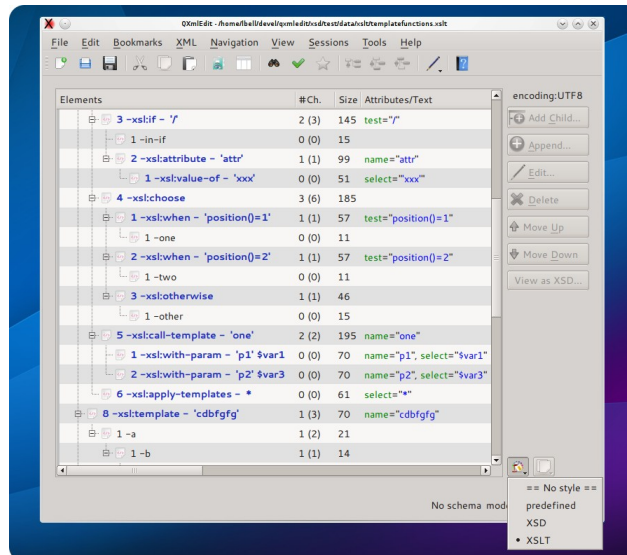 QXmlEdit - /home/lbell/devel/qxmledit/xsd/test/data/xslt/templatefunctions.xslt
File Edit Bookmarks XML Navigation View Sessions Tools Help
Elements #Ch. Size Attributes/Text
3 -xsl:if - '/' 2 (3) 145 test="/"
1 -in-if 0 (0) 15
2 -xsl:attribute - 'attr' 1 (1) 99 name="attr"
1 -xsl:value-of - 'xxx' 0 (0) 51 select="'xxx'"
4 -xsl:choose 3 (6) 185
1 -xsl:when - 'position()=1' 1 (1) 57 test="position()=1"
1 -one 0 (0) 11
2 -xsl:when - 'position()=2' 1 (1) 57 test="position()=2"
1 -two 0 (0) 11
3 -xsl:otherwise 1 (1) 46
1 -other 0 (0) 15
5 -xsl:call-template - 'one' 2 (2) 195 name="one"
1 -xsl:with-param - 'p1' $var1 0 (0) 70 name="p1", select="$var1"
2 -xsl:with-param - 'p2' $var3 0 (0) 70 name="p2", select="$var3"
6 -xsl:apply-templates - * 0 (0) 61 select="*"
8 -xsl:template - 'cdbfgfg' 1 (3) 70 name="cdbfgfg"
1 -a 1 (2) 21
1 -b 1 (1) 14
encoding:UTF8
Add Child...
Append...
Edit...
Delete
Move Up
Move Down
View as XSD...
No schema mod
== No style ==
predefined
XSD
• XSLT